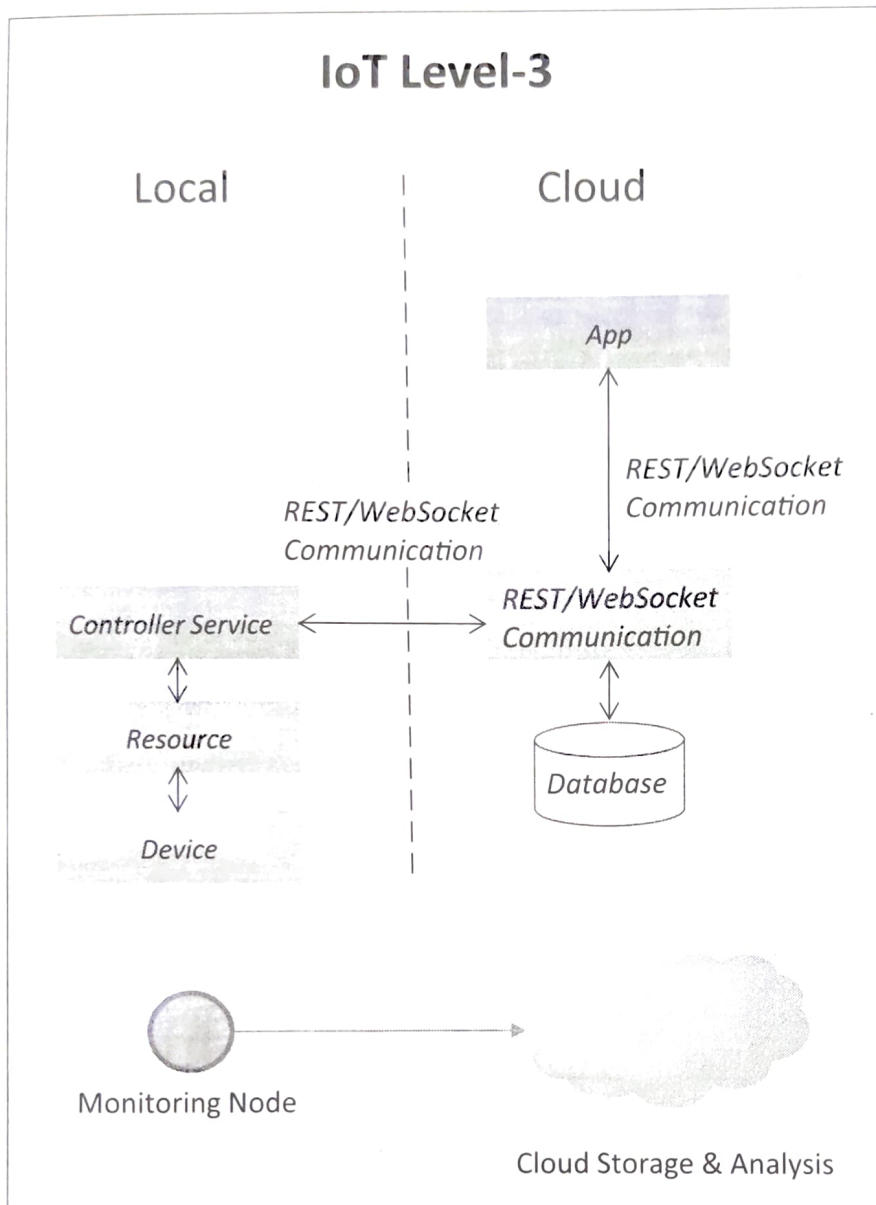 IoT Level-3
Local
Cloud
App
REST/WebSocket
Communication
REST/WebSocket
Communication
Controller Service
REST/WebSocket
Communication
Resource
Database
Device
Monitoring Node
Cloud Storage & Analysis